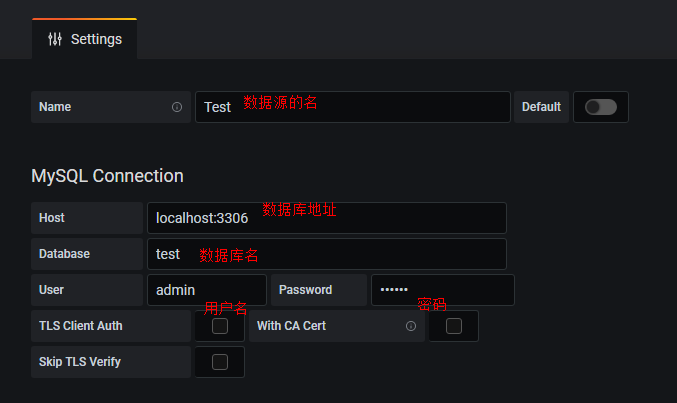 Settings
Name Test 数据源的名 Default
MySQL Connection
Host localhost:3306 数据库地址
Database test 数据库名
User admin Password ••••••
用户名 密码
TLS Client Auth With CA Cert
Skip TLS Verify